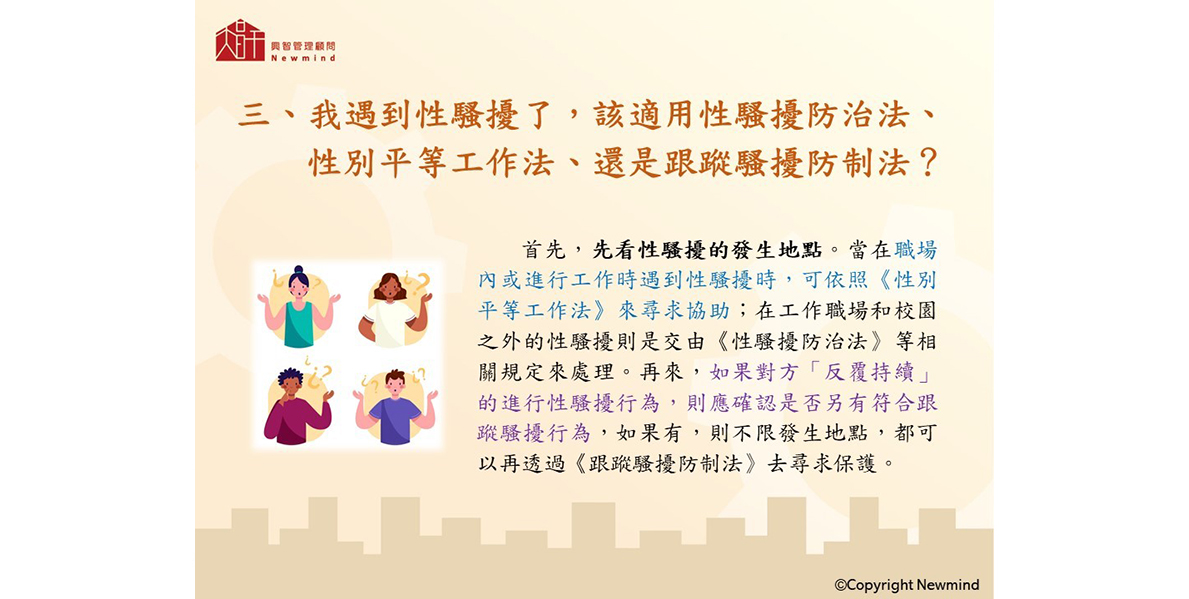 興智管理顧問
Newmind
三、我遇到性騷擾了，該適用性騷擾防治法、
性別平等工作法、還是跟蹤騷擾防制法？
首先，先看性騷擾的發生地點。當在職場
內或進行工作時遇到性騷擾時，可依照《性別
平等工作法》來尋求協助；在工作職場和校園
之外的性騷擾則是交由《性騷擾防治法》等相
關規定來處理。再來，如果對方「反覆持續」
的進行性騷擾行為，則應確認是否另有符合跟
蹤騷擾行為，如果有，則不限發生地點，都可
以再透過《跟蹤騷擾防制法》去尋求保護。
©Copyright Newmind